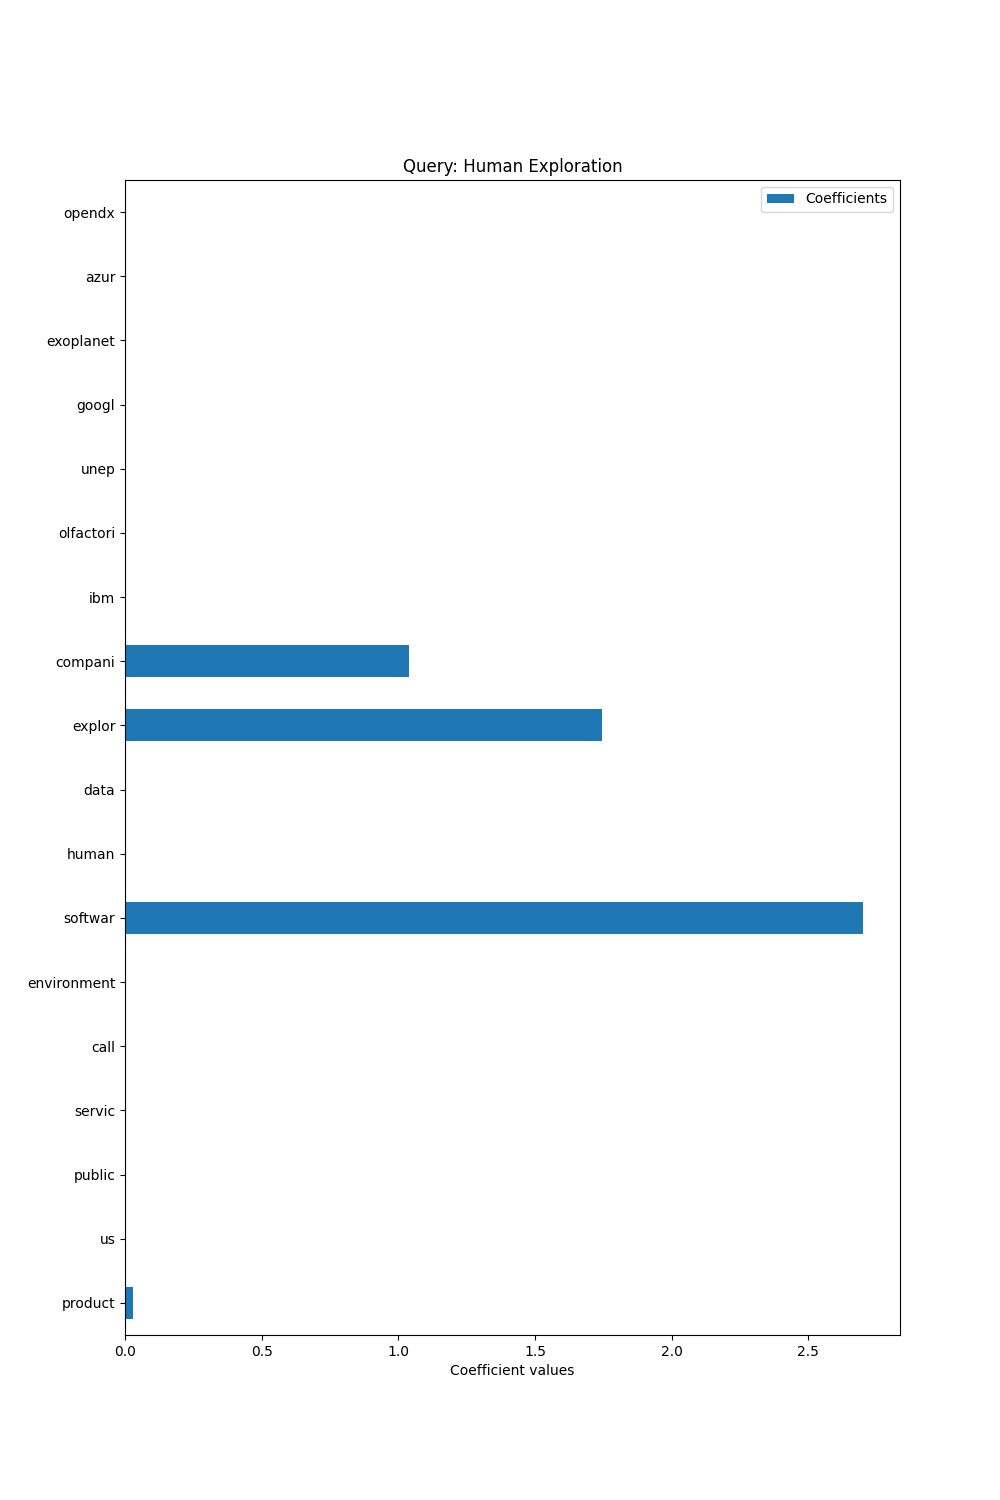 Query: Human Exploration
Coefficients
opendx
azur
exoplanet
googl
unep
olfactori
ibm
compani
explor
data
human
softwar
environment
call
servic
public
us
product
0.0 0.5 1.0 1.5 2.0 2.5
Coefficient values